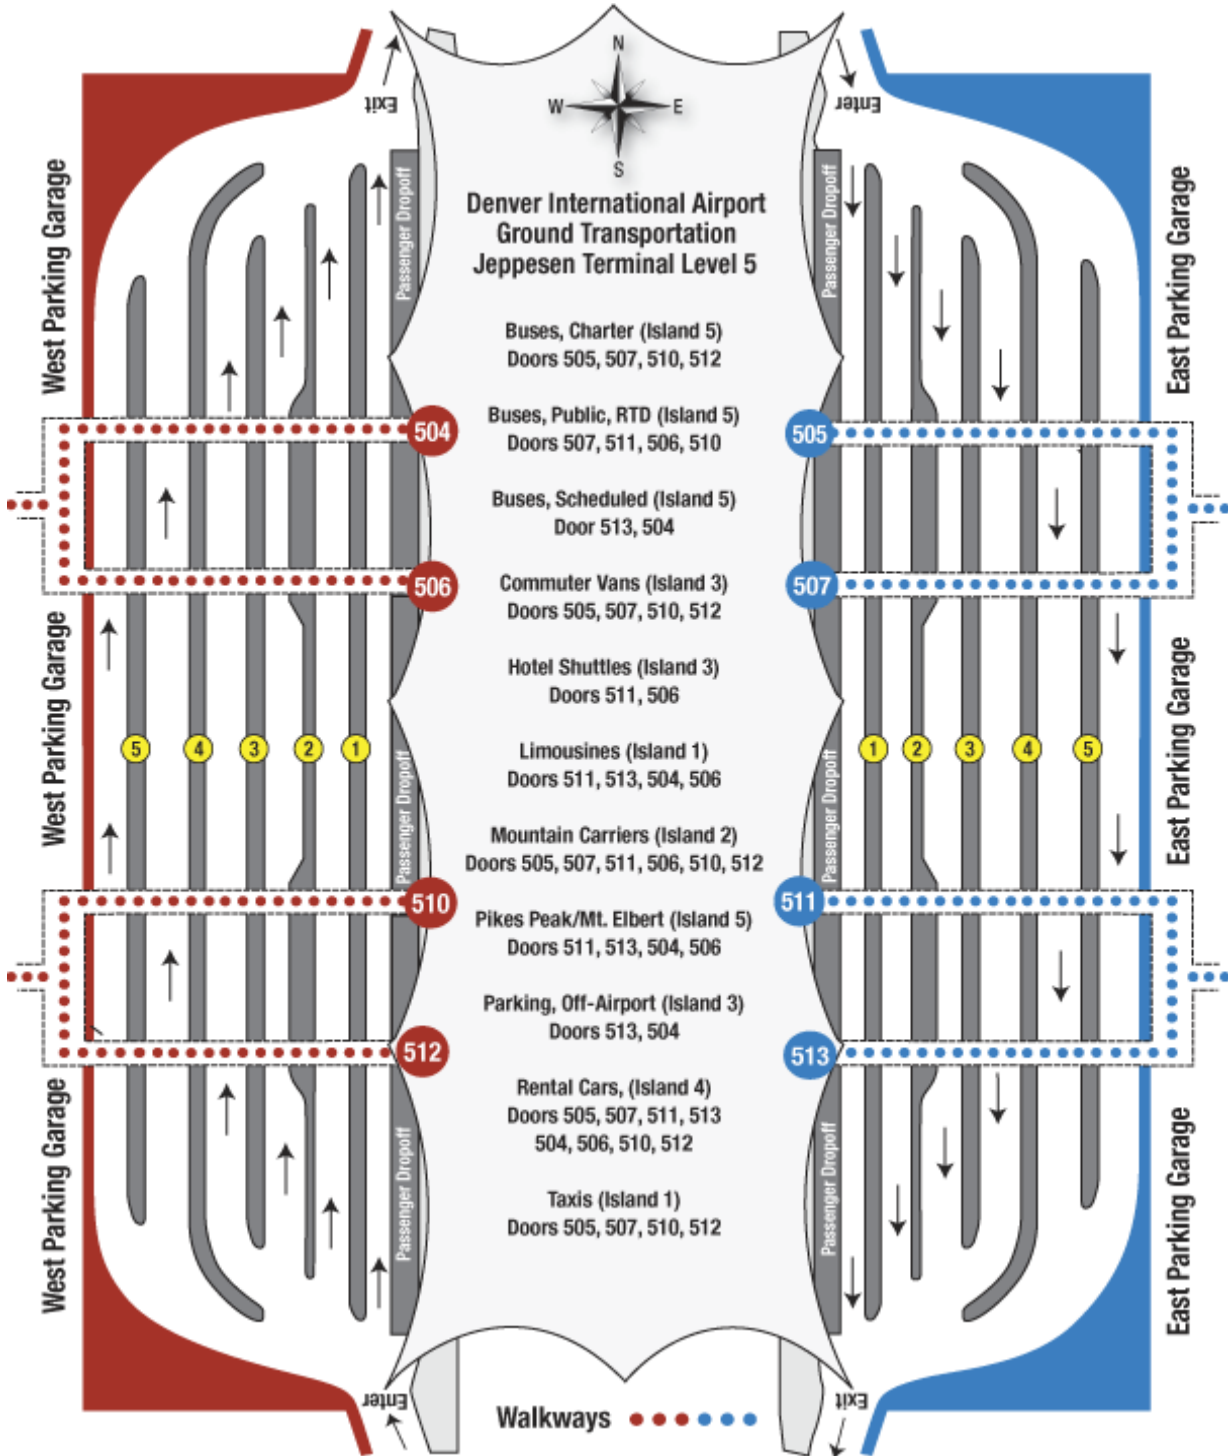 N
W E
S
Exit
Enter
Denver International Airport
Ground Transportation
Jeppesen Terminal Level 5
West Parking Garage
Passenger Dropoff
Passenger Dropoff
East Parking Garage
Buses, Charter (Island 5)
Doors 505, 507, 510, 512
Buses, Public, RTD (Island 5)
Doors 507, 511, 506, 510
504
505
Buses, Scheduled (Island 5)
Door 513, 504
506
507
Commuter Vans (Island 3)
Doors 505, 507, 510, 512
Hotel Shuttles (Island 3)
Doors 511, 506
West Parking Garage
East Parking Garage
5 4 3 2 1
1 2 3 4 5
Limousines (Island 1)
Doors 511, 513, 504, 506
Passenger Dropoff
Passenger Dropoff
Mountain Carriers (Island 2)
Doors 505, 507, 511, 506, 510, 512
510
511
Pikes Peak/Mt. Elbert (Island 5)
Doors 511, 513, 504, 506
Parking, Off-Airport (Island 3)
Doors 513, 504
512
513
Rental Cars, (Island 4)
Doors 505, 507, 511, 513
504, 506, 510, 512
West Parking Garage
Passenger Dropoff
Passenger Dropoff
East Parking Garage
Taxis (Island 1)
Doors 505, 507, 510, 512
Enter
Exit
Walkways